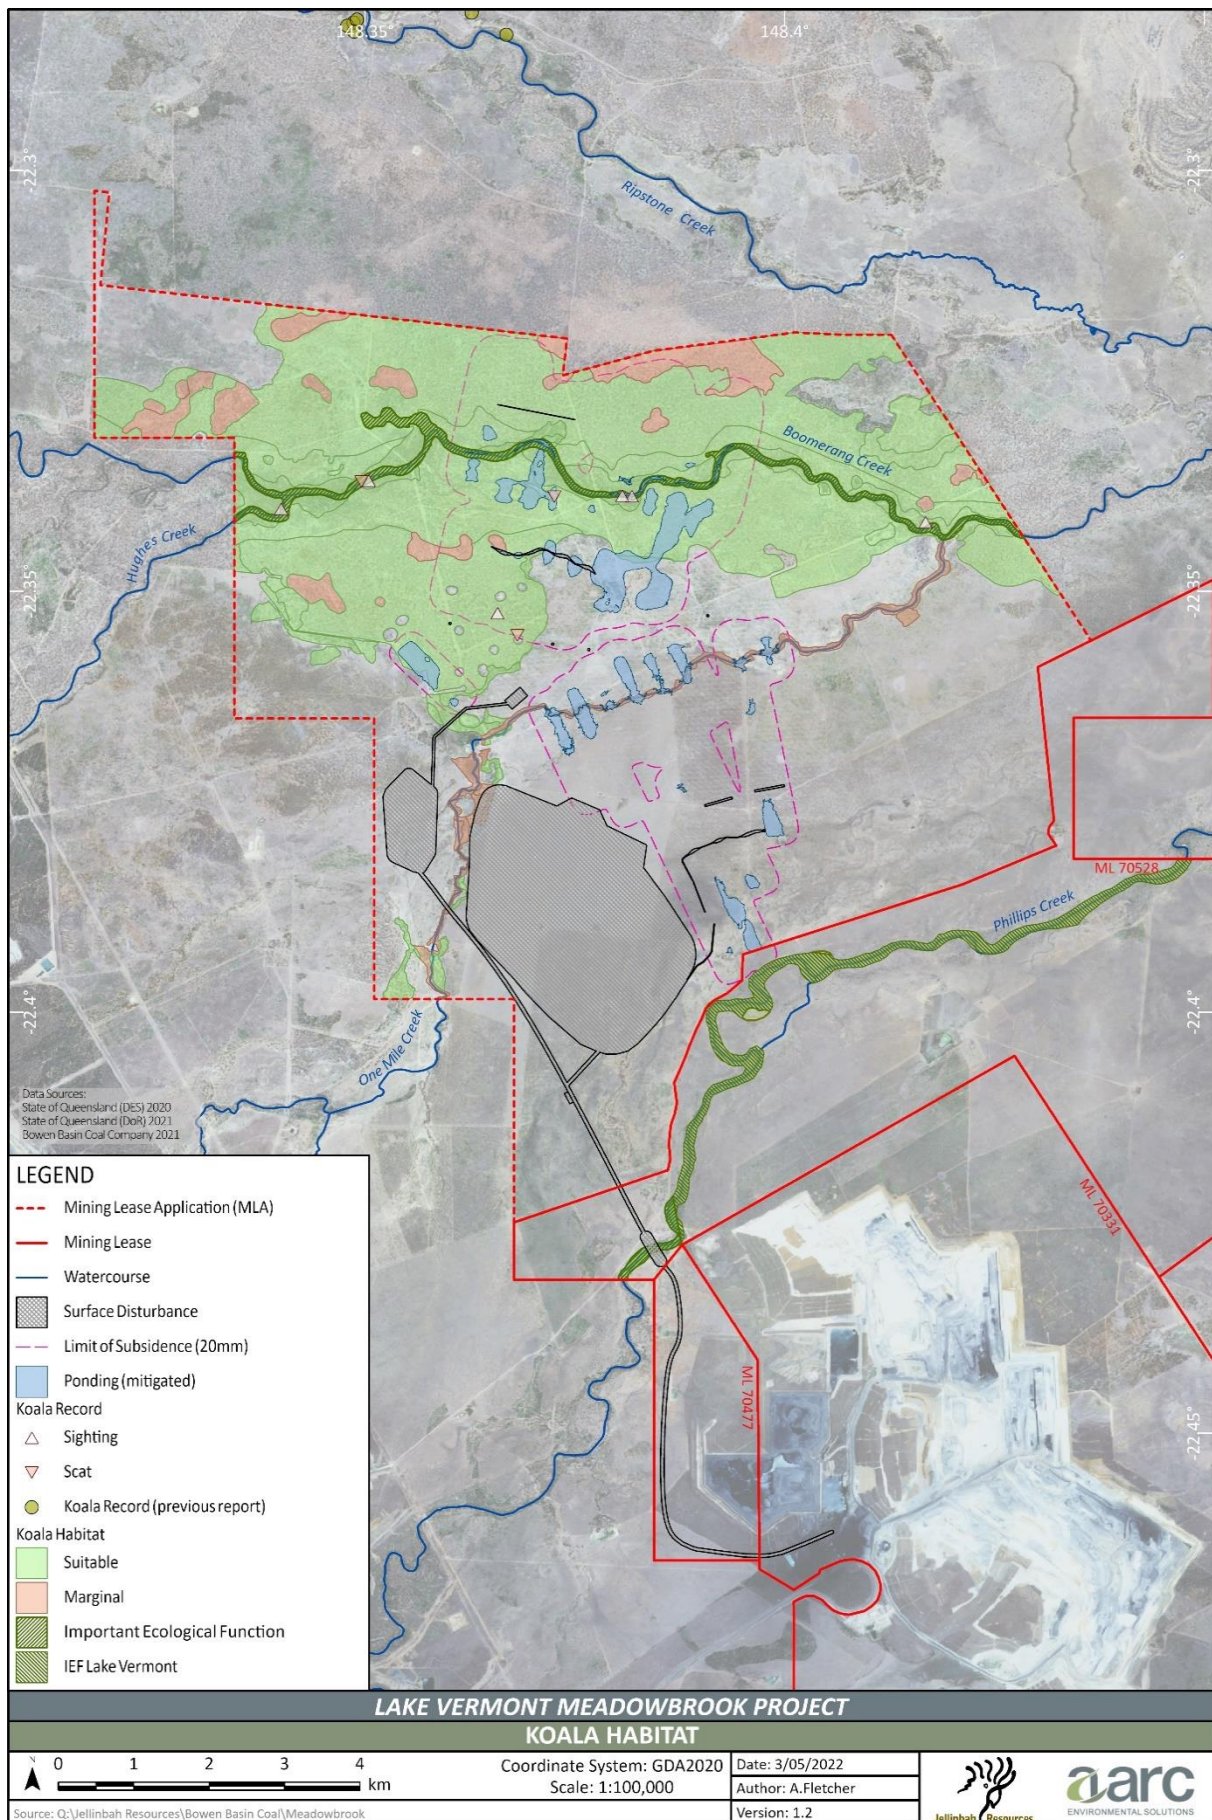 148.35°
148.4°
-22.3°
-22.3°
Ripstone Creek
Boomerang Creek
Hughes Creek
-22.35°
-22.35°
ML 70528
Phillips Creek
-22.4°
-22.4°
One Mile Creek
Data Sources:
State of Queensland (DES) 2020
State of Queensland (DoR) 2021
Bowen Basin Coal Company 2021
ML 70331
ML 70477
-22.45°
LEGEND
Mining Lease Application (MLA)
Mining Lease
Watercourse
Surface Disturbance
Limit of Subsidence (20mm)
Ponding (mitigated)
Koala Record
Sighting
Scat
Koala Record (previous report)
Koala Habitat
Suitable
Marginal
Important Ecological Function
IEF Lake Vermont
LAKE VERMONT MEADOWBROOK PROJECT
KOALA HABITAT
N
0 1 2 3 4 km
Coordinate System: GDA2020
Scale: 1:100,000
Date: 3/05/2022
Author: A.Fletcher
Version: 1.2
Source: Q:\Jellinbah Resources\Bowen Basin Coal\Meadowbrook
Jellinbah Resources
aarc
ENVIRONMENTAL SOLUTIONS